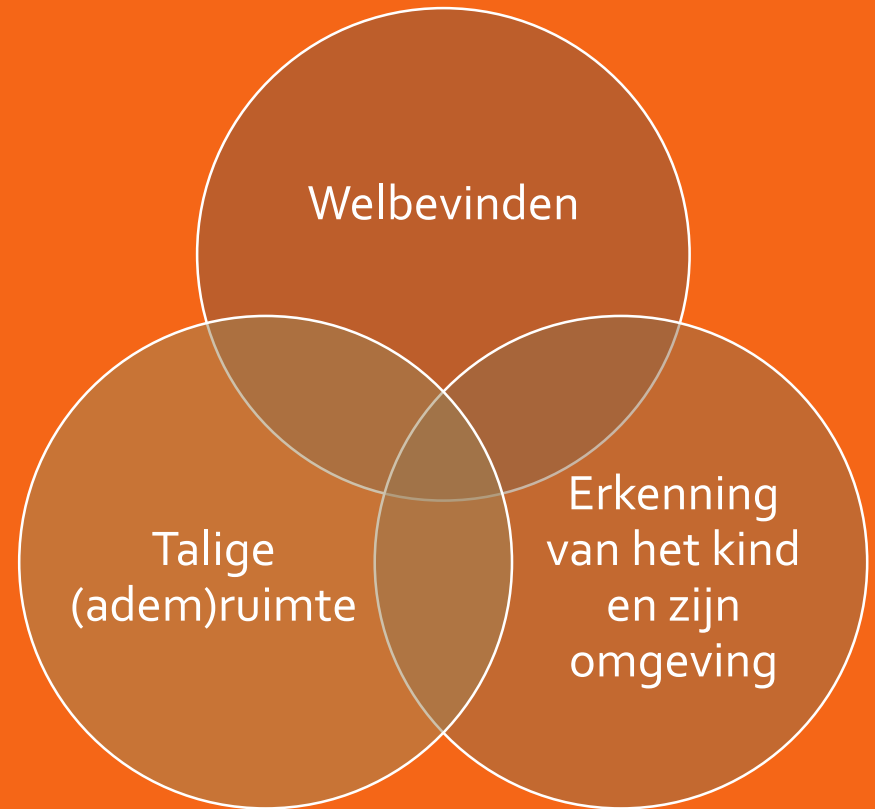 Welbevinden
Talige
(adem)ruimte
Erkenning
van het kind
en zijn
omgeving